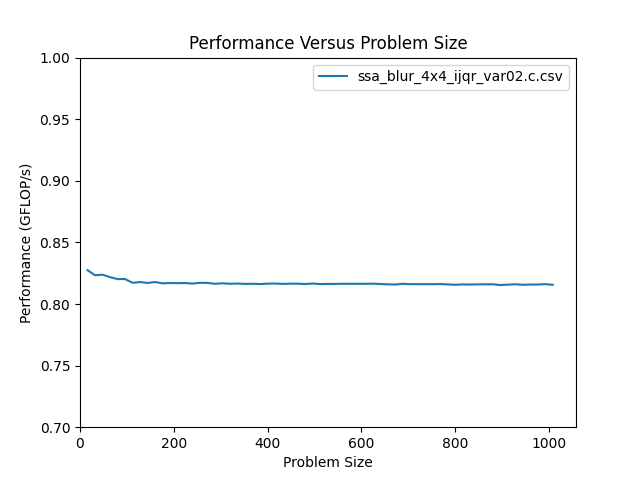 Performance Versus Problem Size
ssa_blur_4x4_ijqr_var02.c.csv
Performance (GFLOP/s)
1.00
0.95
0.90
0.85
0.80
0.75
0.70
0 200 400 600 800 1000
Problem Size